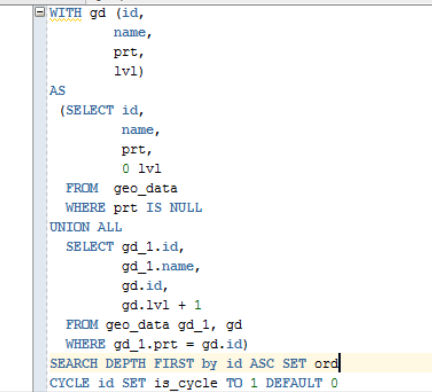 WITH gd (id,
name,
prt,
lvl)
AS
(SELECT id,
name,
prt,
0 lvl
FROM geo_data
WHERE prt IS NULL
UNION ALL
SELECT gd_1.id,
gd_1.name,
gd.id,
gd.lvl + 1
FROM geo_data gd_1, gd
WHERE gd_1.prt = gd.id)
SEARCH DEPTH FIRST by id ASC SET ord
CYCLE id SET is_cycle TO 1 DEFAULT 0